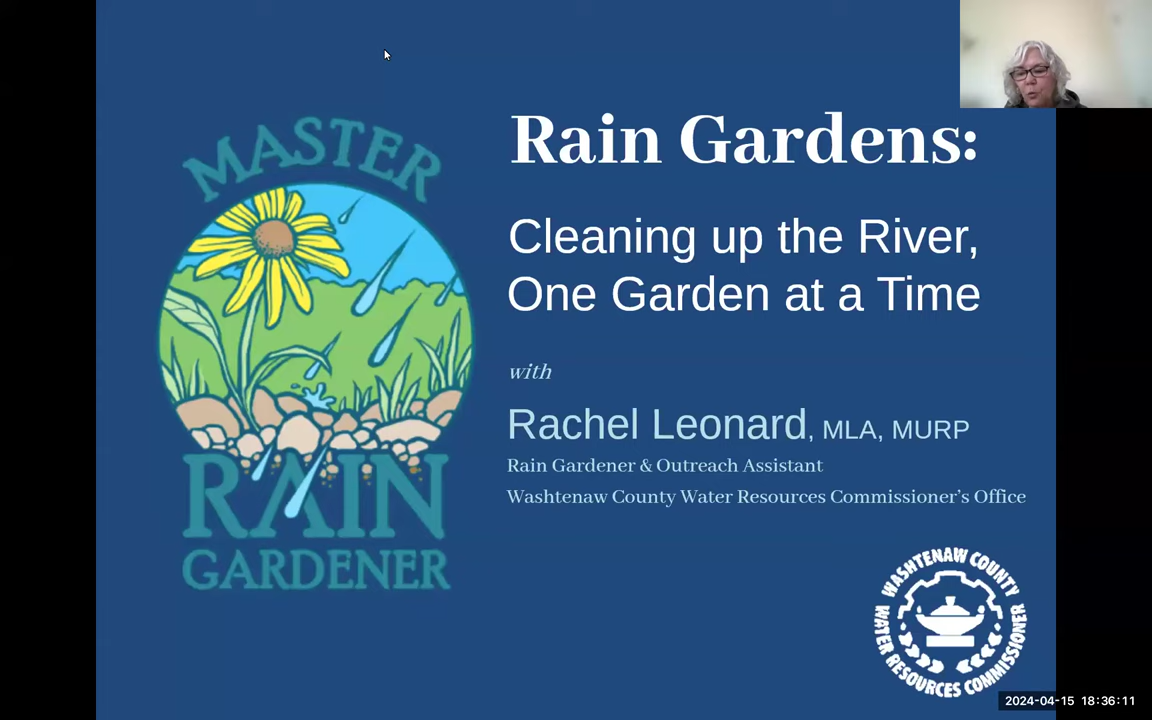 MASTER
RAIN
GARDENER
Rain Gardens:
Cleaning up the River,
One Garden at a Time
with
Rachel Leonard, MLA, MURP
Rain Gardener & Outreach Assistant
Washtenaw County Water Resources Commissioner’s Office
WASHTENAW COUNTY
WATER RESOURCES COMMISSIONER
2024-04-15 18:36:11